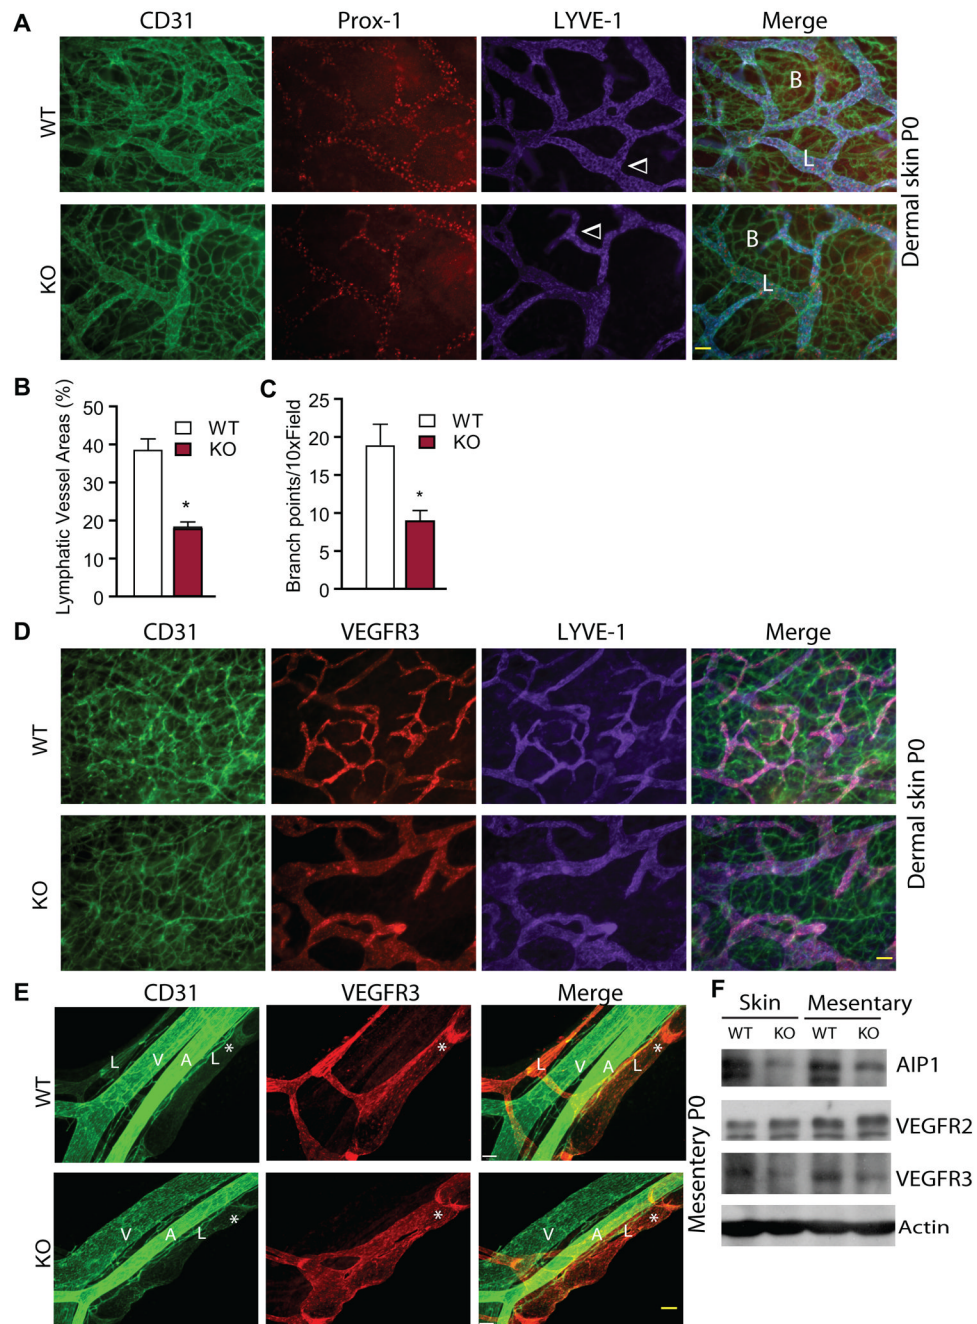 A
CD31 Prox-1 LYVE-1 Merge
WT
B
L
KO
B
L
Dermal skin P0
B
Lymphatic Vessel Areas (%)
50
40
30
20
10
0
WT
KO
*
C
Branch points/10xField
25
20
15
10
5
0
WT
KO
*
D
CD31 VEGFR3 LYVE-1 Merge
WT
KO
Dermal skin P0
E
CD31 VEGFR3 Merge
WT
L V A L *
*
L V A L *
KO
V A L *
*
V A L *
Mesentery P0
F
Skin Mesentary
WT KO WT KO
AIP1
VEGFR2
VEGFR3
Actin